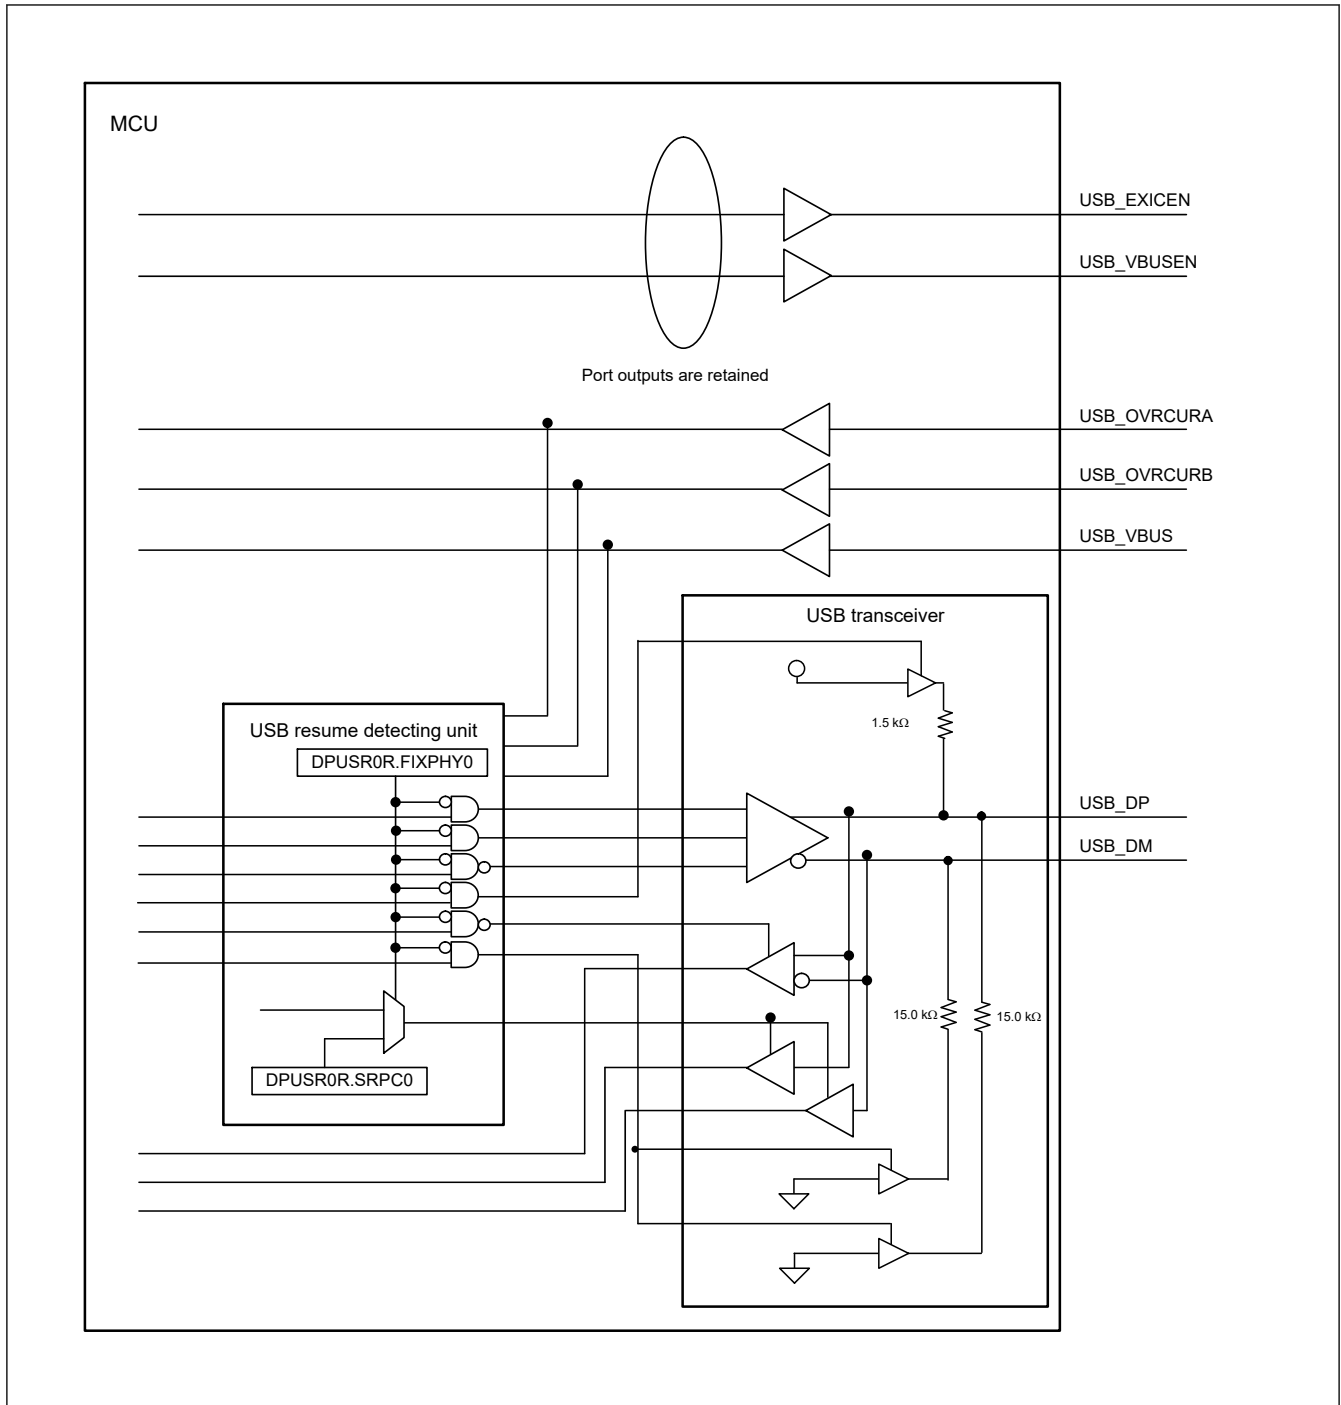 MCU
USB_EXICEN
USB_VBUSEN
Port outputs are retained
USB_OVRCURA
USB_OVRCURB
USB_VBUS
USB transceiver
1.5 kΩ
USB resume detecting unit
DPUSR0R.FIXPHY0
USB_DP
USB_DM
15.0 kΩ
15.0 kΩ
DPUSR0R.SRPC0